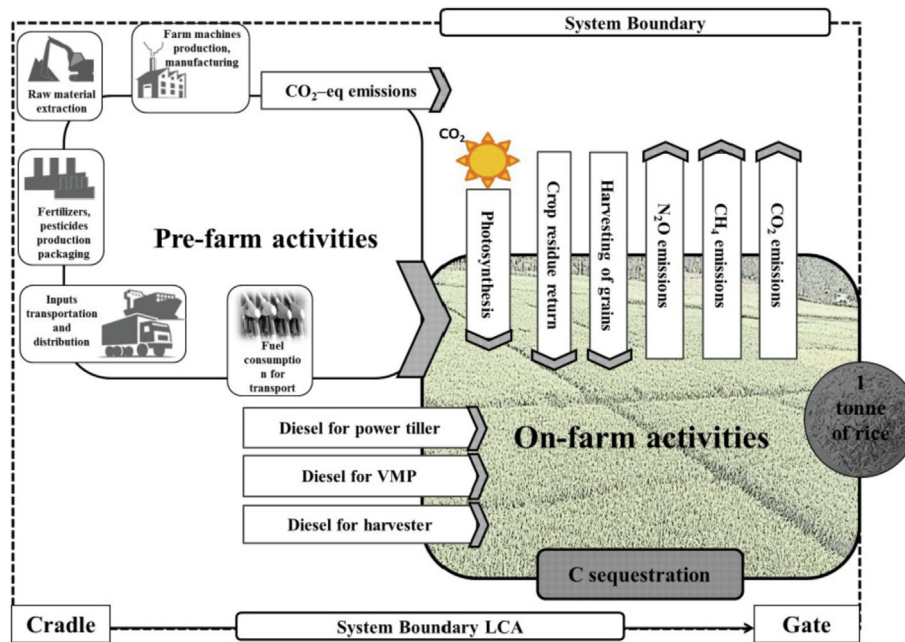 System Boundary
Farm machines
production,
manufacturing
Raw material
extraction
CO₂–eq emissions
CO₂
Fertilizers,
pesticides
production
packaging
Pre-farm activities
Photosynthesis
Crop residue return
Harvesting of grains
N₂O emissions
CH₄ emissions
CO₂ emissions
Inputs
transportation
and
distribution
Fuel
consumptio
n for
transport
1
tonne
of rice
Diesel for power tiller
On-farm activities
Diesel for VMP
Diesel for harvester
C sequestration
Cradle
System Boundary LCA
Gate